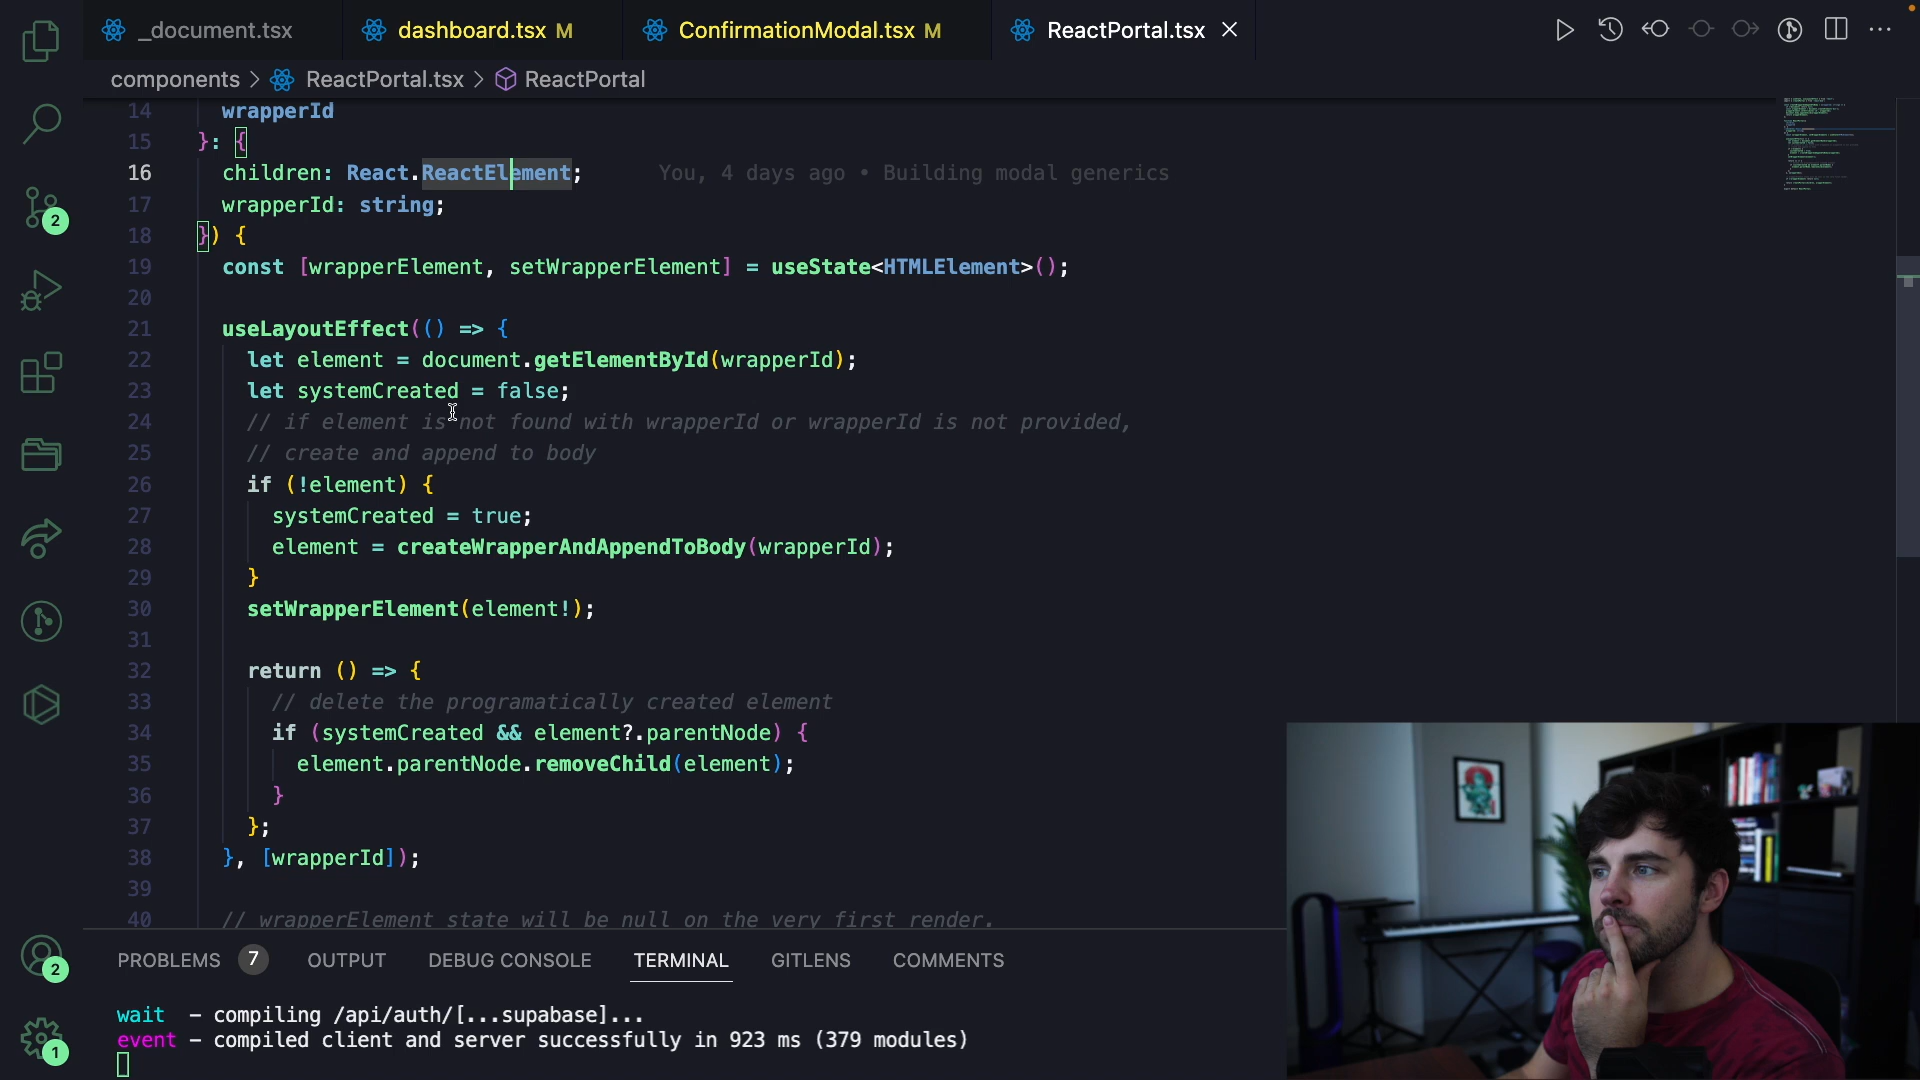 _document.tsx
dashboard.tsx M
ConfirmationModal.tsx M
ReactPortal.tsx
components > ReactPortal.tsx > ReactPortal
14 wrapperId
15 }: {
16 children: React.ReactElement; You, 4 days ago • Building modal generics
17 wrapperId: string;
18 }) {
19 const [wrapperElement, setWrapperElement] = useState<HTMLElement>();
20
21 useLayoutEffect(() => {
22 let element = document.getElementById(wrapperId);
23 let systemCreated = false;
24 // if element is not found with wrapperId or wrapperId is not provided,
25 // create and append to body
26 if (!element) {
27 systemCreated = true;
28 element = createWrapperAndAppendToBody(wrapperId);
29 }
30 setWrapperElement(element!);
31
32 return () => {
33 // delete the programatically created element
34 if (systemCreated && element?.parentNode) {
35 element.parentNode.removeChild(element);
36 }
37 };
38 }, [wrapperId]);
39
40 // wrapperElement state will be null on the very first render.
2
2
1
PROBLEMS 7 OUTPUT DEBUG CONSOLE TERMINAL GITLENS COMMENTS
wait - compiling /api/auth/[...supabase]...
event - compiled client and server successfully in 923 ms (379 modules)